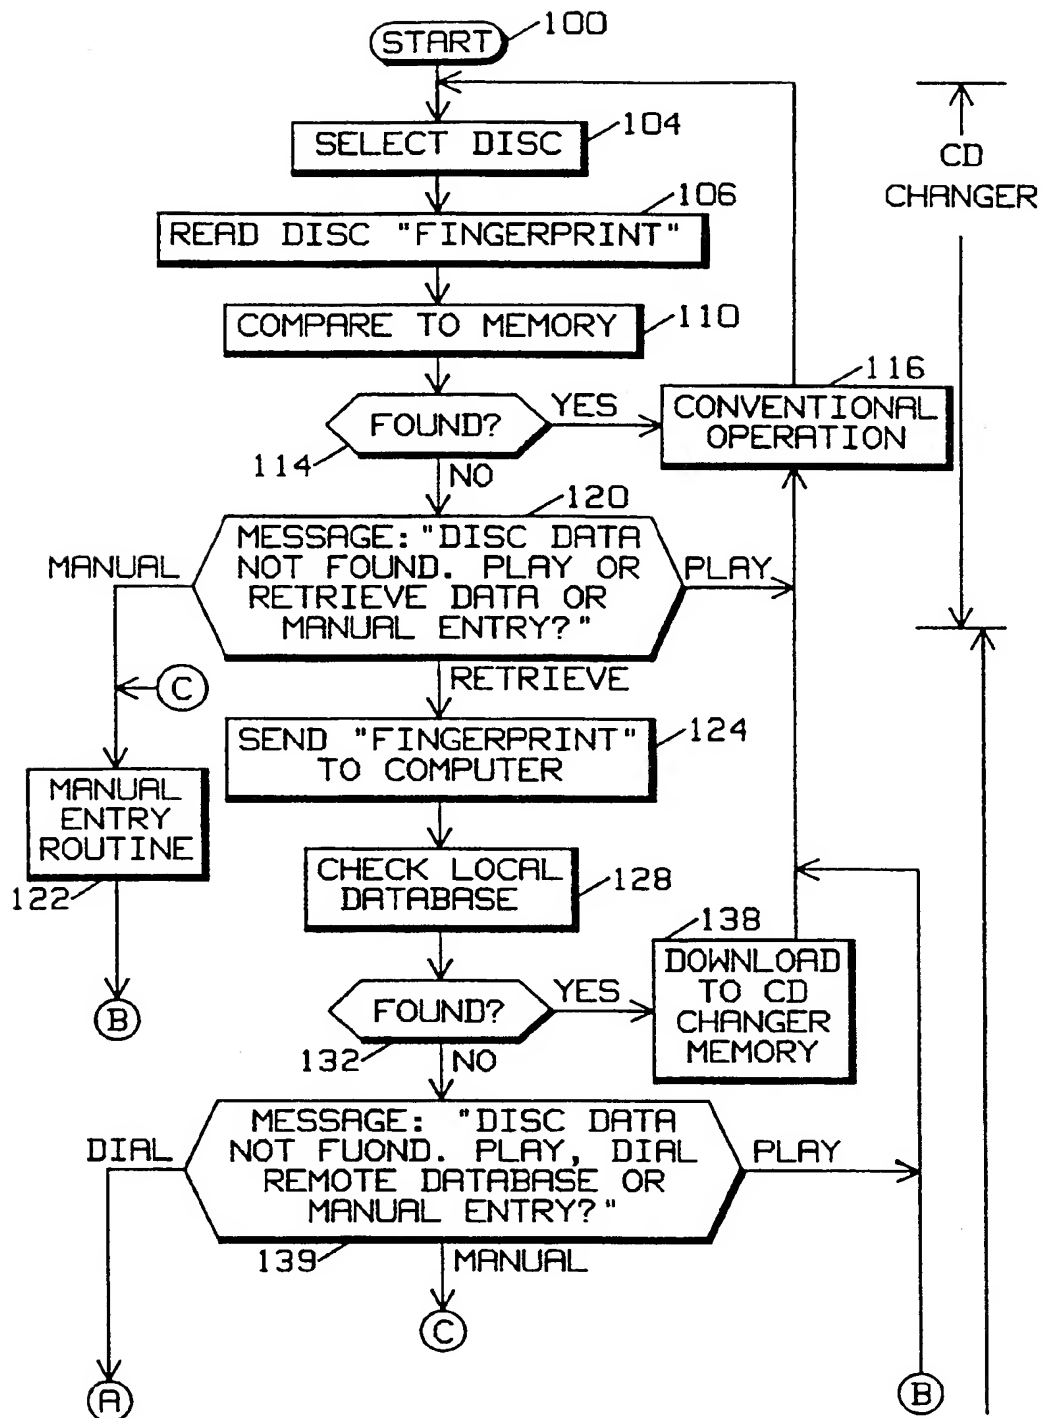 START
100
SELECT DISC
104
CD
CHANGER
106
READ DISC "FINGERPRINT"
COMPARE TO MEMORY
110
116
FOUND?
YES
CONVENTIONAL
OPERATION
114
NO
120
MESSAGE: "DISC DATA
NOT FOUND. PLAY OR
RETRIEVE DATA OR
MANUAL ENTRY?"
MANUAL
PLAY
RETRIEVE
C
SEND "FINGERPRINT"
TO COMPUTER
124
MANUAL
ENTRY
ROUTINE
122
CHECK LOCAL
DATABASE
128
138
DOWNLOAD
TO CD
CHANGER
MEMORY
B
FOUND?
YES
132
NO
MESSAGE: "DISC DATA
NOT FUOND. PLAY, DIAL
REMOTE DATABASE OR
MANUAL ENTRY?"
DIAL
PLAY
139
MANUAL
C
A
B